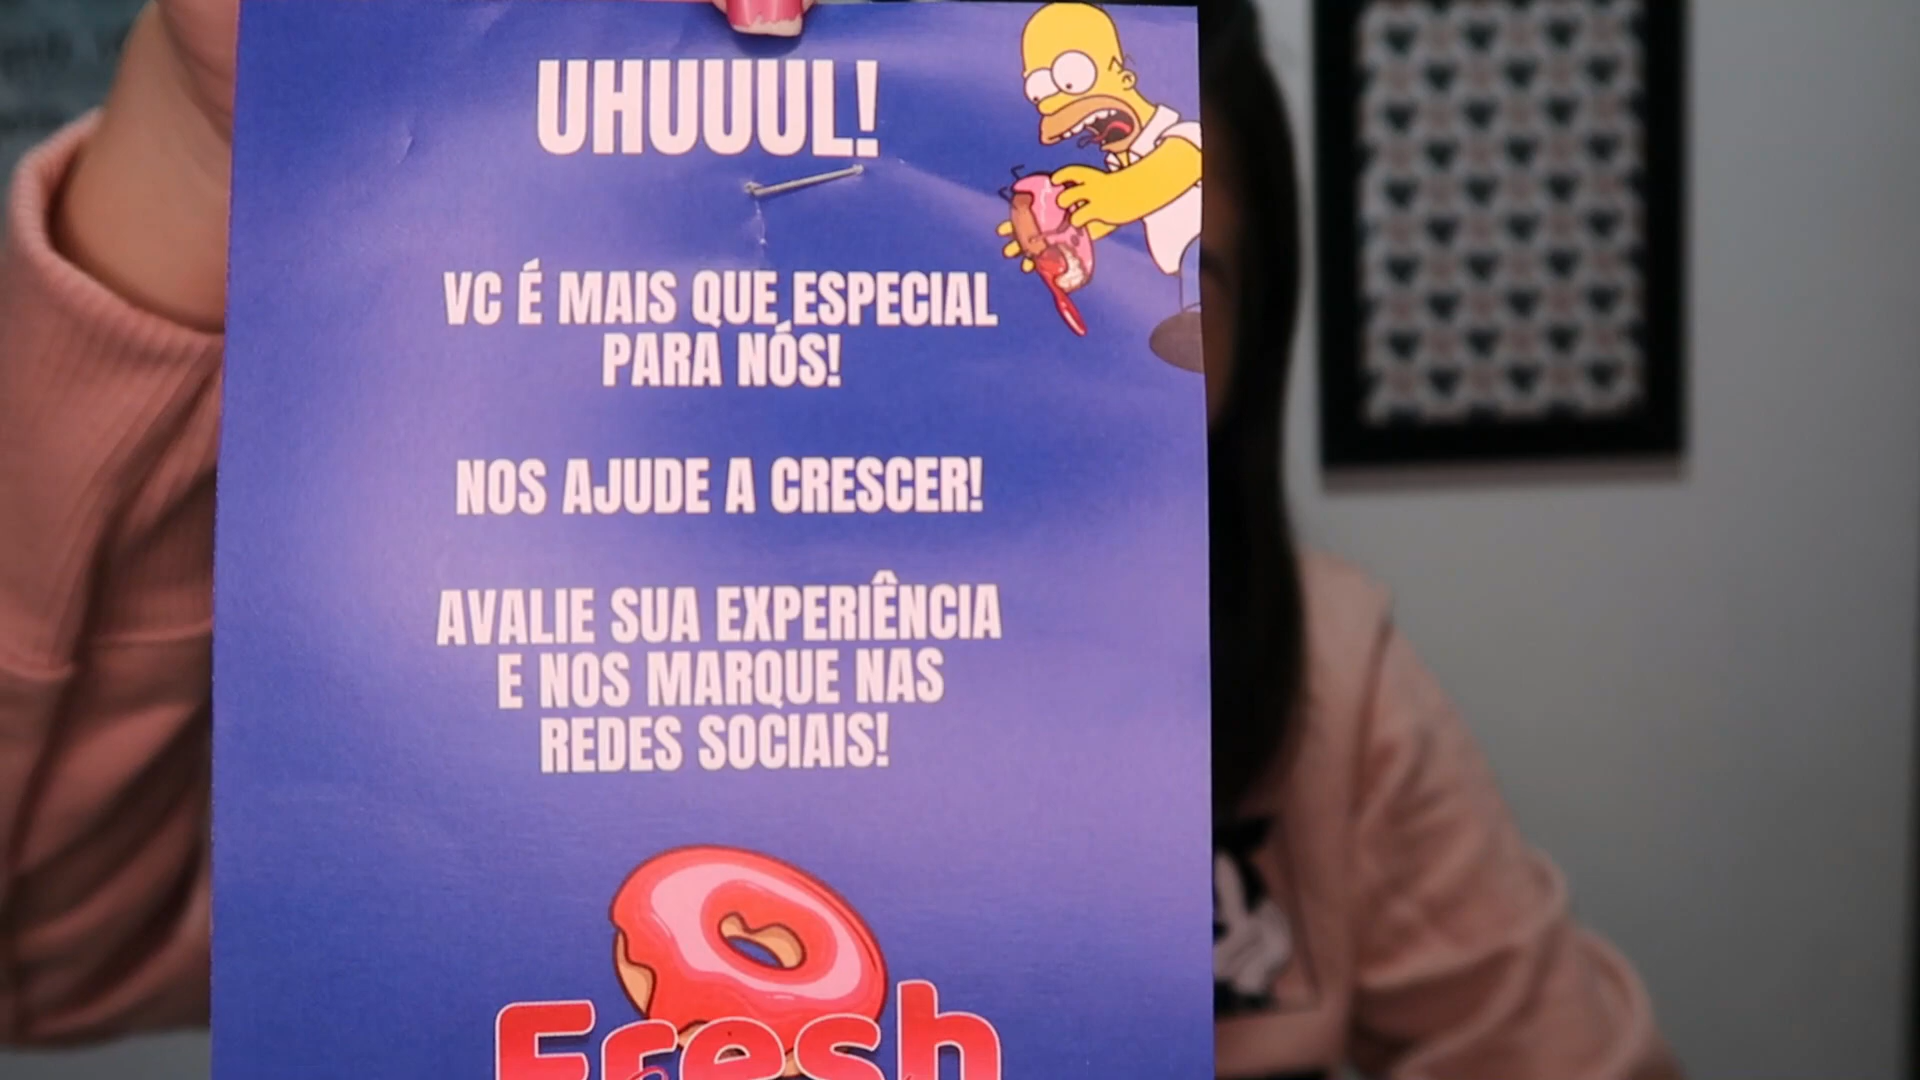 UHUUUL!
VC É MAIS QUE ESPECIAL
PARA NÓS!
NOS AJUDE A CRESCER!
AVALIE SUA EXPERIÊNCIA
E NOS MARQUE NAS
REDES SOCIAIS!
Fresh